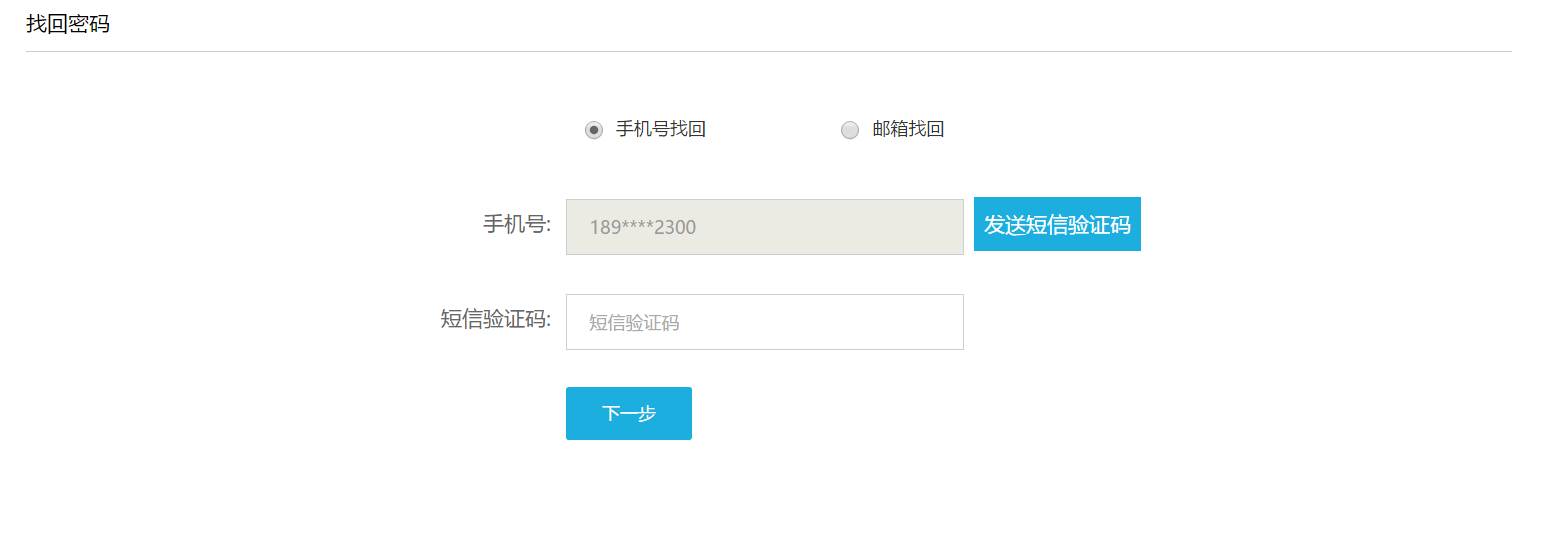 找回密码
手机号找回 邮箱找回
手机号: 189****2300 发送短信验证码
短信验证码: 短信验证码
下一步